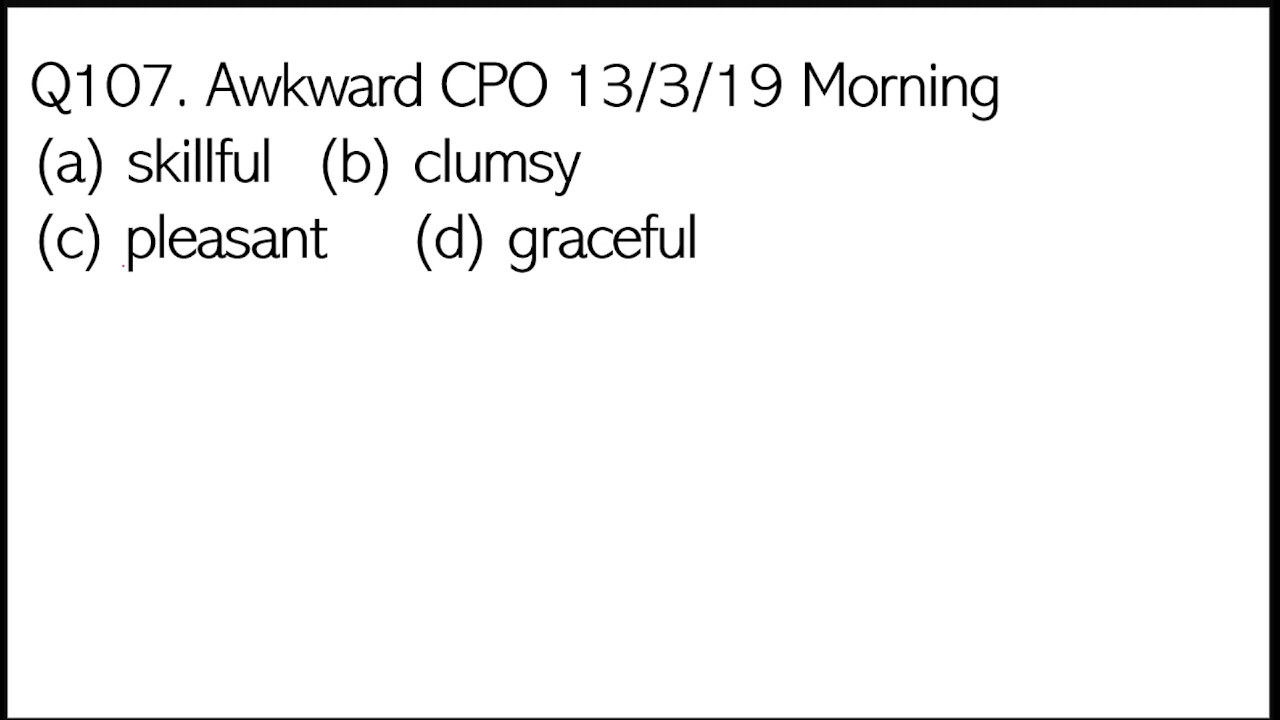 Q107. Awkward CPO 13/3/19 Morning
(a) skillful (b) clumsy
(c) pleasant (d) graceful